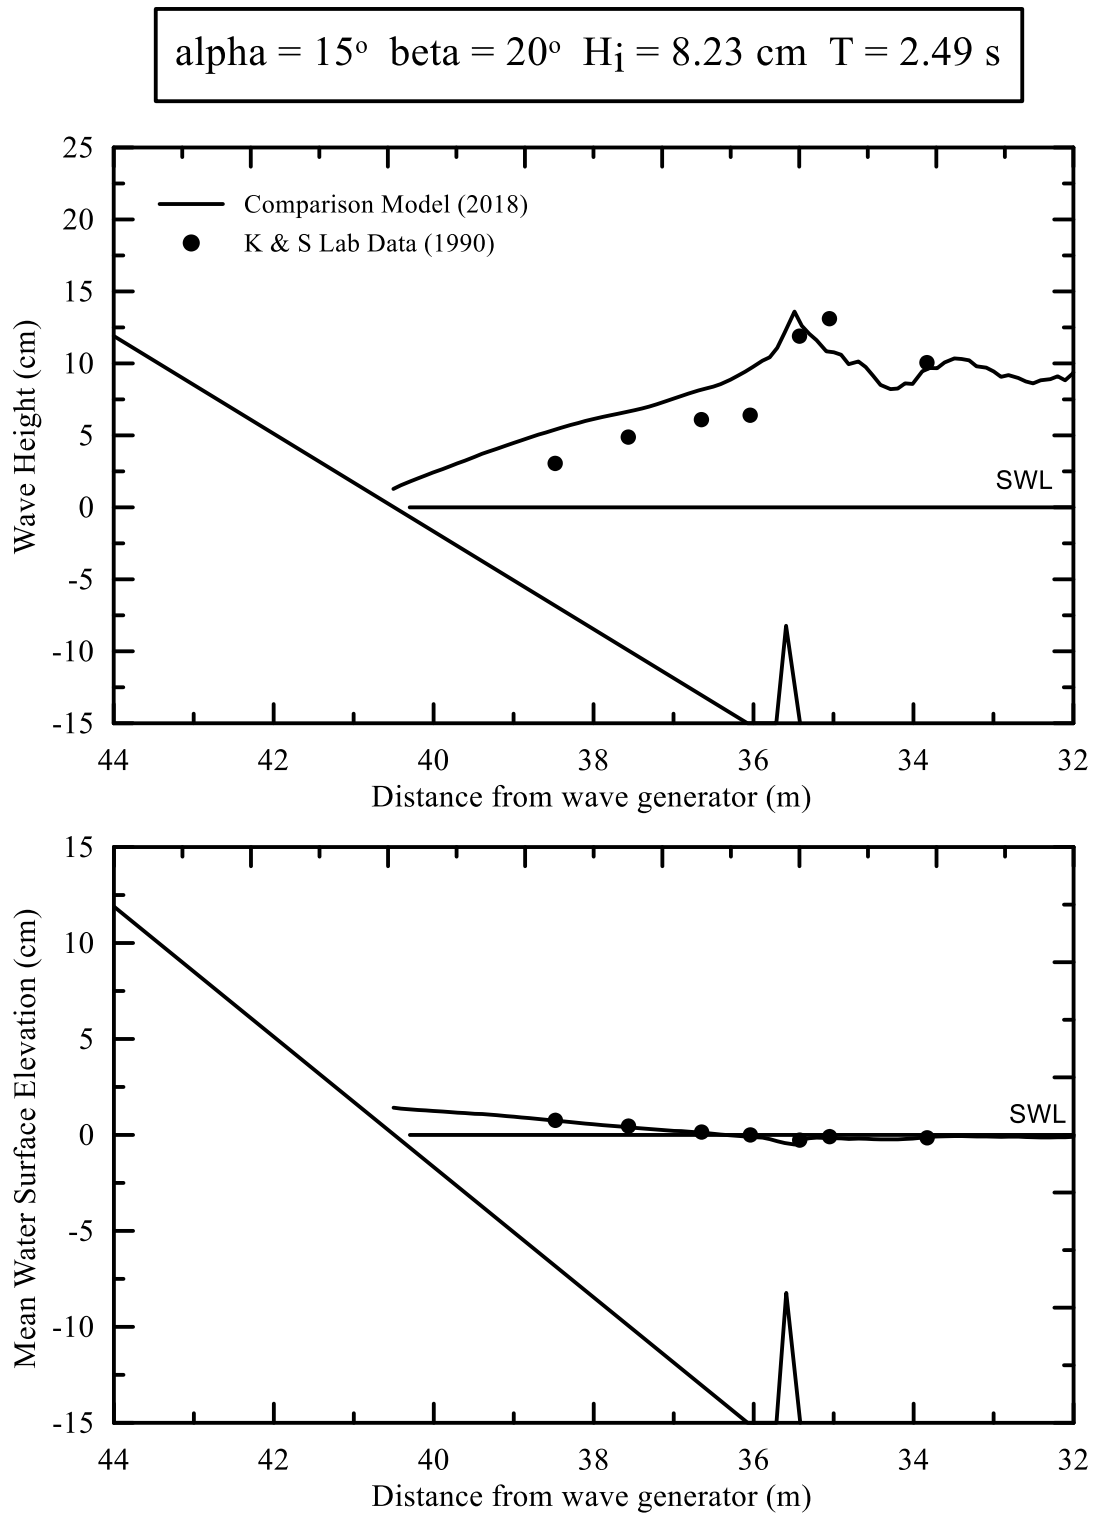 alpha = 15o beta = 20o Hi = 8.23 cm T = 2.49 s
25
20
15
10
5
0
-5
-10
-15
Wave Height (cm)
Comparison Model (2018)
K & S Lab Data (1990)
SWL
44 42 40 38 36 34 32
Distance from wave generator (m)
15
10
5
0
-5
-10
-15
Mean Water Surface Elevation (cm)
SWL
44 42 40 38 36 34 32
Distance from wave generator (m)